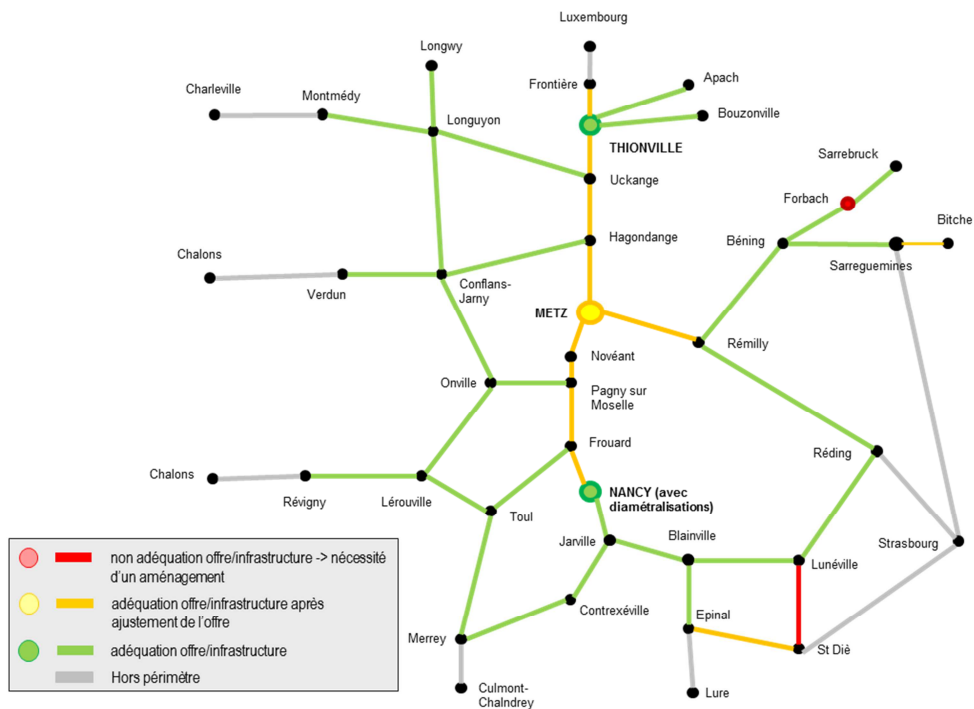 Luxembourg
Longwy
Frontière
Apach
Charleville
Montmédy
Bouzonville
Longuyon
THIONVILLE
Sarrebruck
Uckange
Forbach
Bitche
Hagondange
Béning
Chalons
Sarreguemines
Verdun
Conflans-
Jarny
METZ
Rémilly
Novéant
Onville
Pagny sur
Moselle
Frouard
Réding
Chalons
NANCY (avec
diamétralisations)
Révigny
Lérouville
Toul
Jarville
Blainville
Strasbourg
Lunéville
Contrexéville
Epinal
Merrey
St Diè
Culmont-
Chalndrey
Lure
non adéquation offre/infrastructure -> nécessité
d'un aménagement
adéquation offre/infrastructure après
ajustement de l'offre
adéquation offre/infrastructure
Hors périmètre